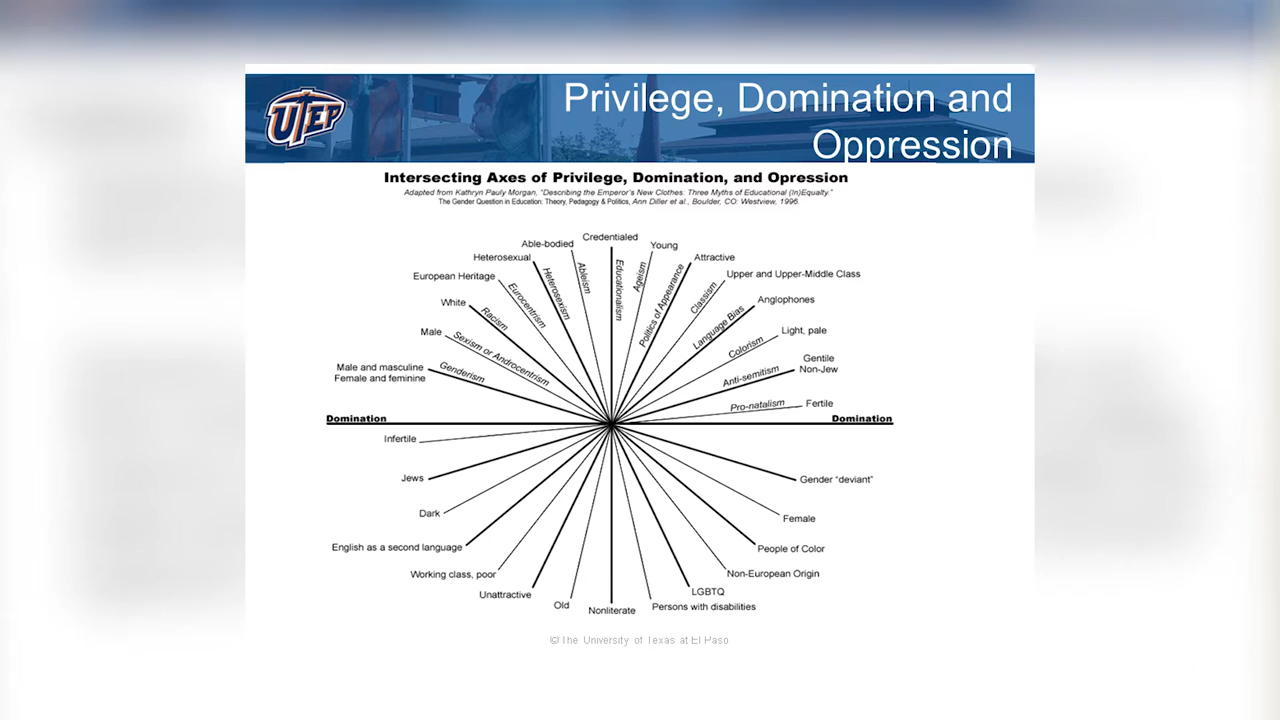 UTEP
Privilege, Domination and
Oppression
Intersecting Axes of Privilege, Domination, and Opression
Adapted from Kathryn Pauly Morgan, "Describing the Emperor's New Clothes: Three Myths of Educational (In)Equalty."
The Gender Question in Education: Theory, Pedagogy & Politics, Ann Diller et al., Boulder, CO: Westview, 1996.
Credentialed
Able-bodied
Young
Heterosexual
Attractive
European Heritage
Upper and Upper-Middle Class
White
Anglophones
Male
Light, pale
Male and masculine
Female and feminine
Gentile
Non-Jew
Fertile
Genderism
Sexism or Androcentrism
Racism
Eurocentrism
Heterosexism
Ableism
Educationalism
Ageism
Politics of Appearance
Classism
Language Bias
Colorism
Anti-semitism
Pro-natalism
Domination
Domination
Infertile
Jews
Gender "deviant"
Dark
Female
English as a second language
People of Color
Working class, poor
Non-European Origin
Unattractive
LGBTQ
Old
Nonliterate
Persons with disabilities
© The University of Texas at El Paso